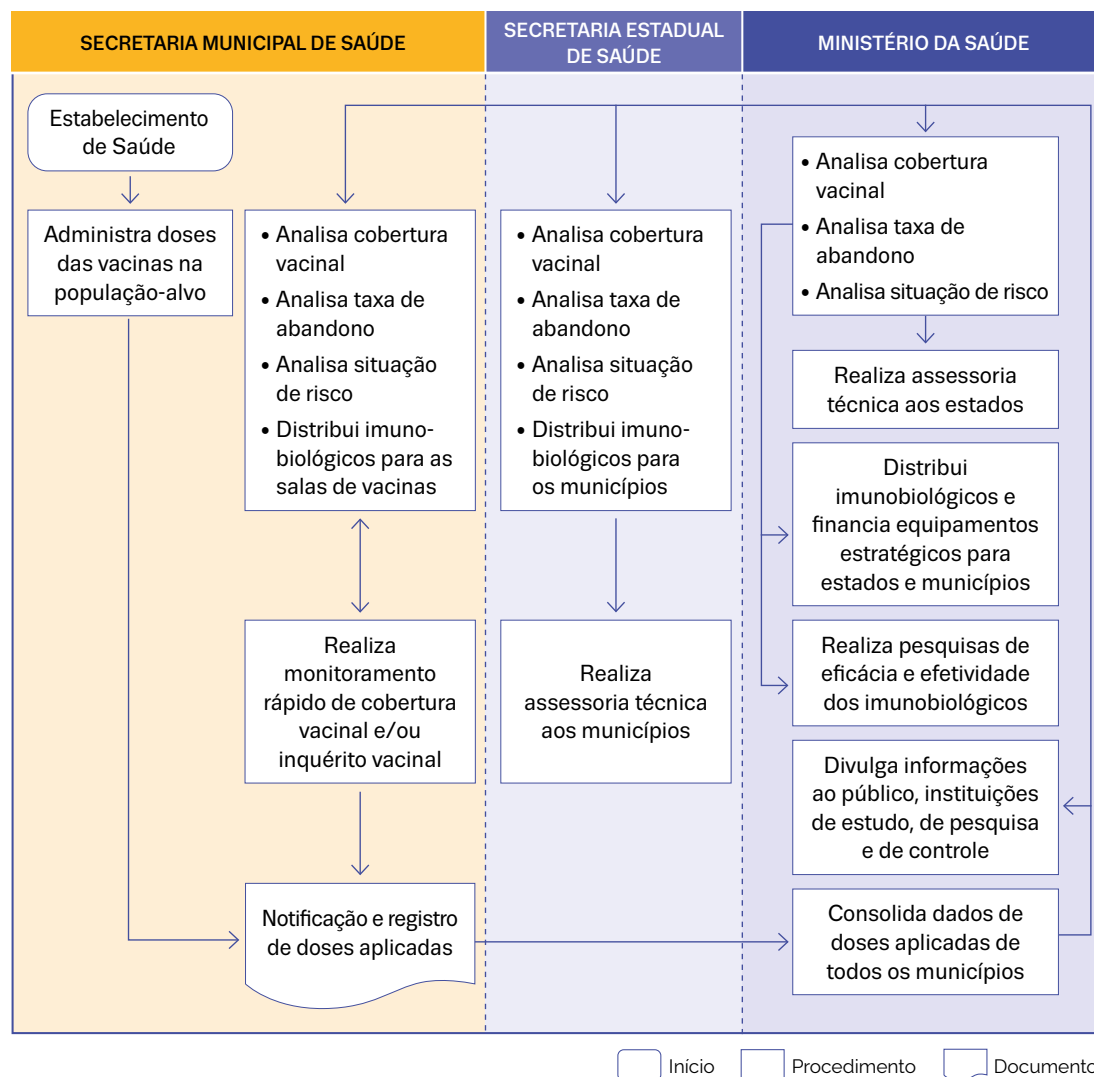 SECRETARIA MUNICIPAL DE SAÚDE
SECRETARIA ESTADUAL
DE SAÚDE
MINISTÉRIO DA SAÚDE
Estabelecimento
de Saúde
Administra doses
das vacinas na
população-alvo
• Analisa cobertura
vacinal
• Analisa taxa de
abandono
• Analisa situação
de risco
• Distribui imuno-
biológicos para as
salas de vacinas
Realiza
monitoramento
rápido de cobertura
vacinal e/ou
inquérito vacinal
Notificação e registro
de doses aplicadas
• Analisa cobertura
vacinal
• Analisa taxa de
abandono
• Analisa situação
de risco
• Distribui imuno-
biológicos para
os municípios
Realiza
assessoria técnica
aos municípios
• Analisa cobertura
vacinal
• Analisa taxa de
abandono
• Analisa situação de risco
Realiza assessoria
técnica aos estados
Distribui
imunobiológicos e
financia equipamentos
estratégicos para
estados e municípios
Realiza pesquisas de
eficácia e efetividade
dos imunobiológicos
Divulga informações
ao público, instituições
de estudo, de pesquisa
e de controle
Consolida dados de
doses aplicadas de
todos os municípios
Início
Procedimento
Documento